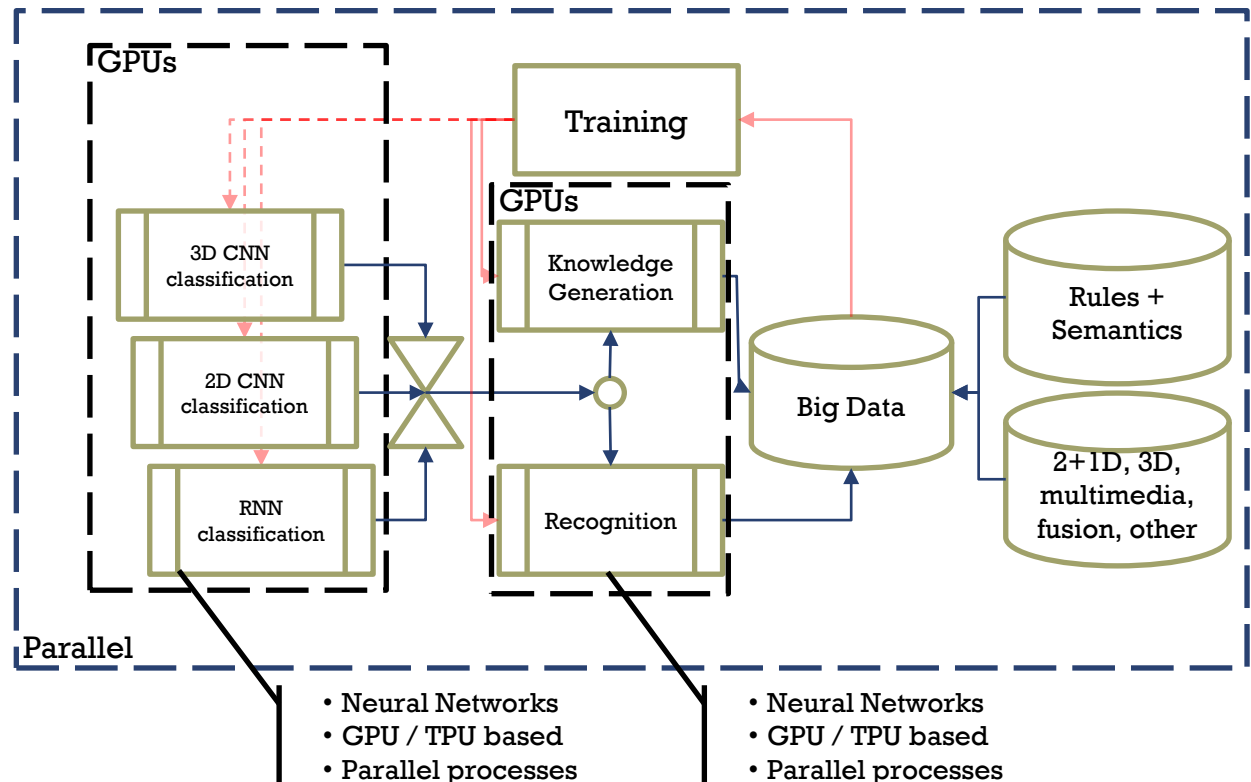 GPUs
Training
GPUs
3D CNN
classification
Knowledge
Generation
Rules +
Semantics
2D CNN
classification
Big Data
RNN
classification
Recognition
2+1D, 3D,
multimedia,
fusion, other
Parallel
• Neural Networks
• GPU / TPU based
• Parallel processes
• Neural Networks
• GPU / TPU based
• Parallel processes